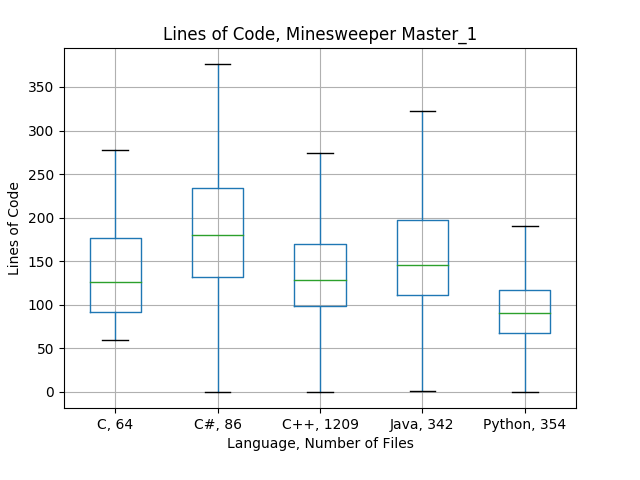 Lines of Code, Minesweeper Master_1
Lines of Code
350
300
250
200
150
100
50
0
C, 64 C#, 86 C++, 1209 Java, 342 Python, 354
Language, Number of Files